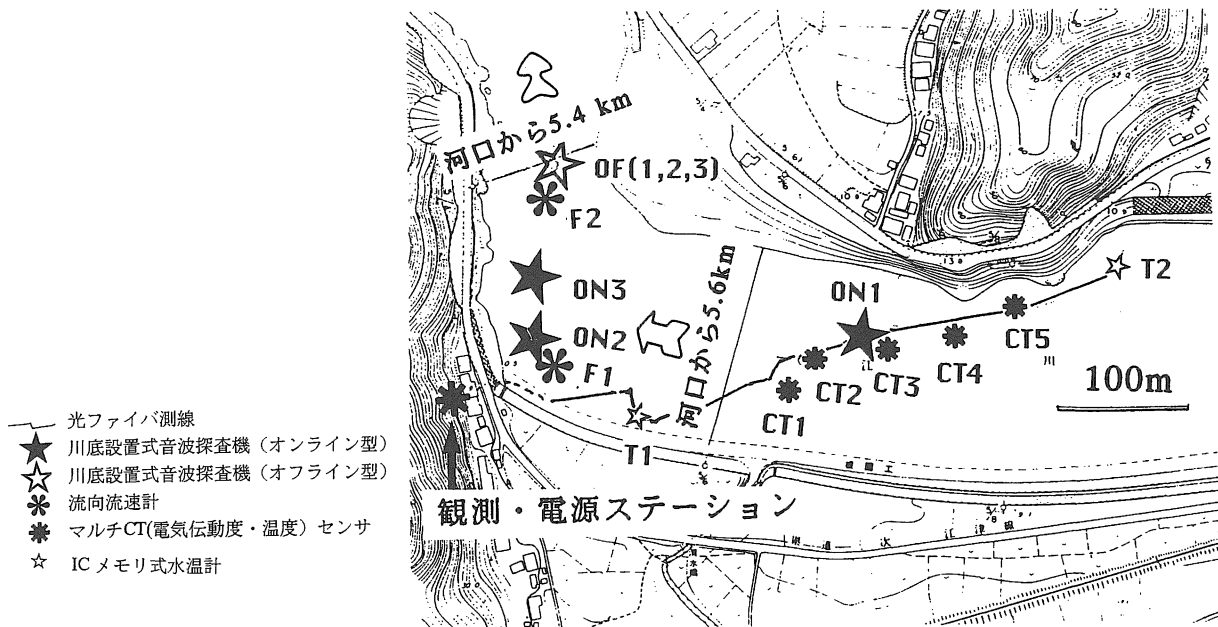 河口から5.4 km
OF(1,2,3)
F2
ON3
ON2
F1
河口から5.6km
ON1
T2
CT5
CT4
CT3
CT2
CT1
江
川
100m
T1
観測・電源ステーション
光ファイバ測線
川底設置式音波探査機（オンライン型）
川底設置式音波探査機（オフライン型）
流向流速計
マルチCT(電気伝動度・温度）センサ
IC メモリ式水温計